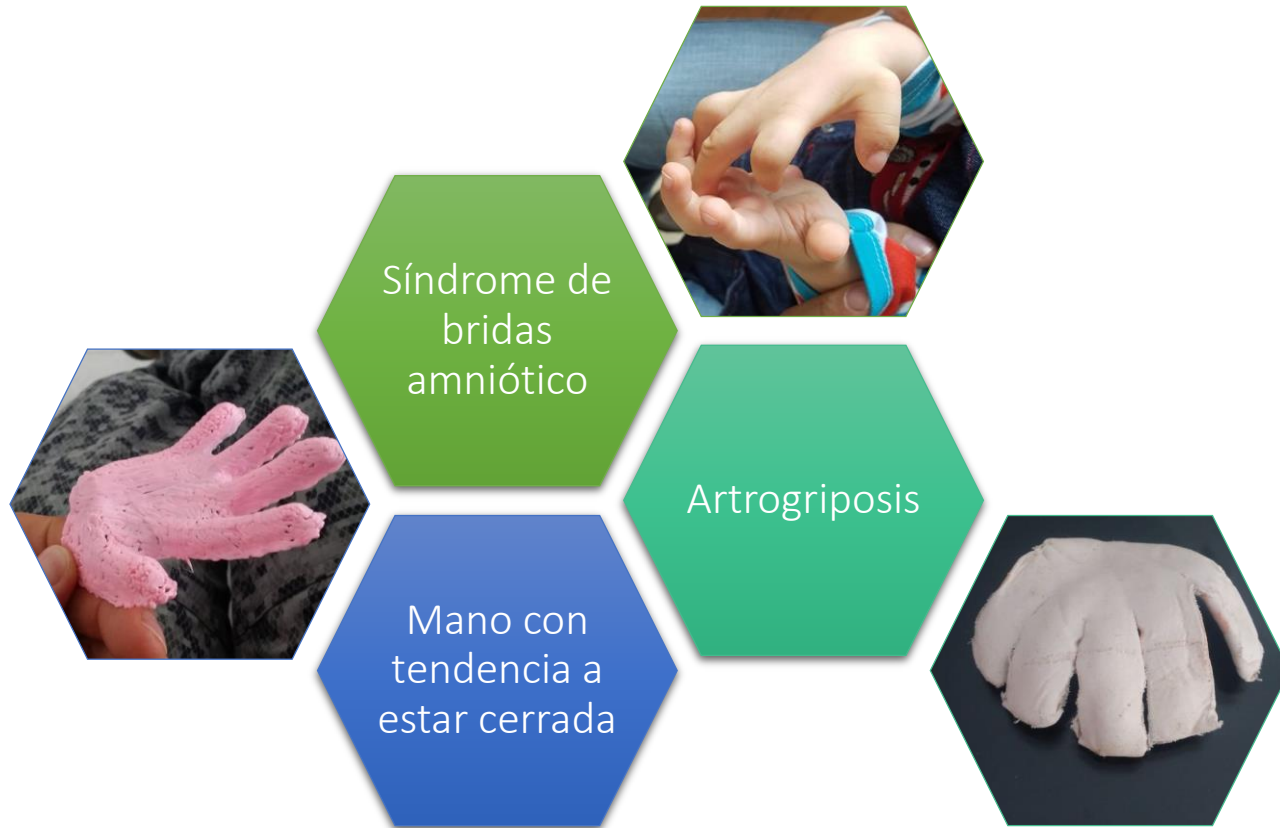 Síndrome de
bridas
amniótico
Artrogriposis
Mano con
tendencia a
estar cerrada